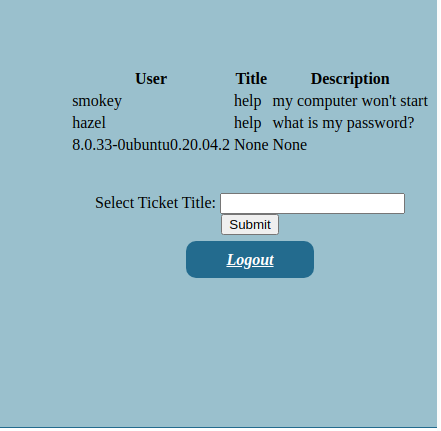 User Title Description
smokey help my computer won't start
hazel help what is my password?
8.0.33-0ubuntu0.20.04.2 None None
Select Ticket Title:
Submit
Logout